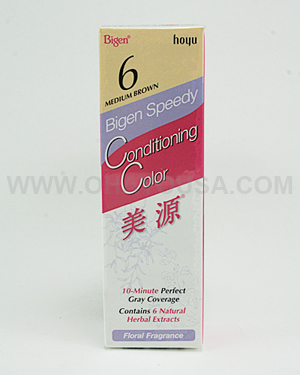 Bigen® hoyu
6
MEDIUM BROWN
Bigen Speedy
Conditioning
Color
美源®
10-Minute Perfect
Gray Coverage
Contains 6 Natural
Herbal Extracts
Floral Fragrance